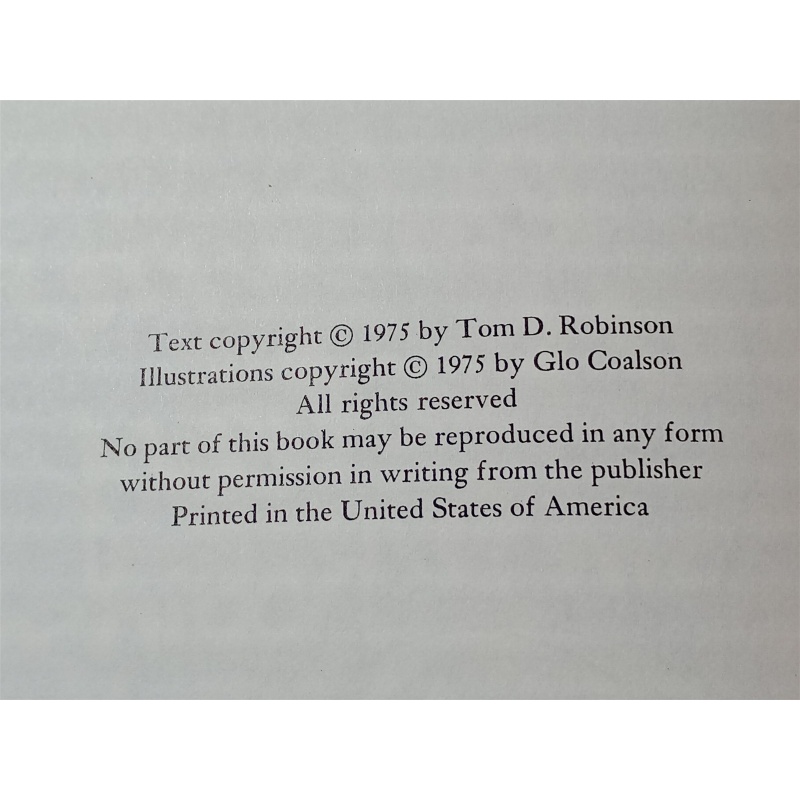 Text copyright © 1975 by Tom D. Robinson
Illustrations copyright © 1975 by Glo Coalson
All rights reserved
No part of this book may be reproduced in any form
without permission in writing from the publisher
Printed in the United States of America